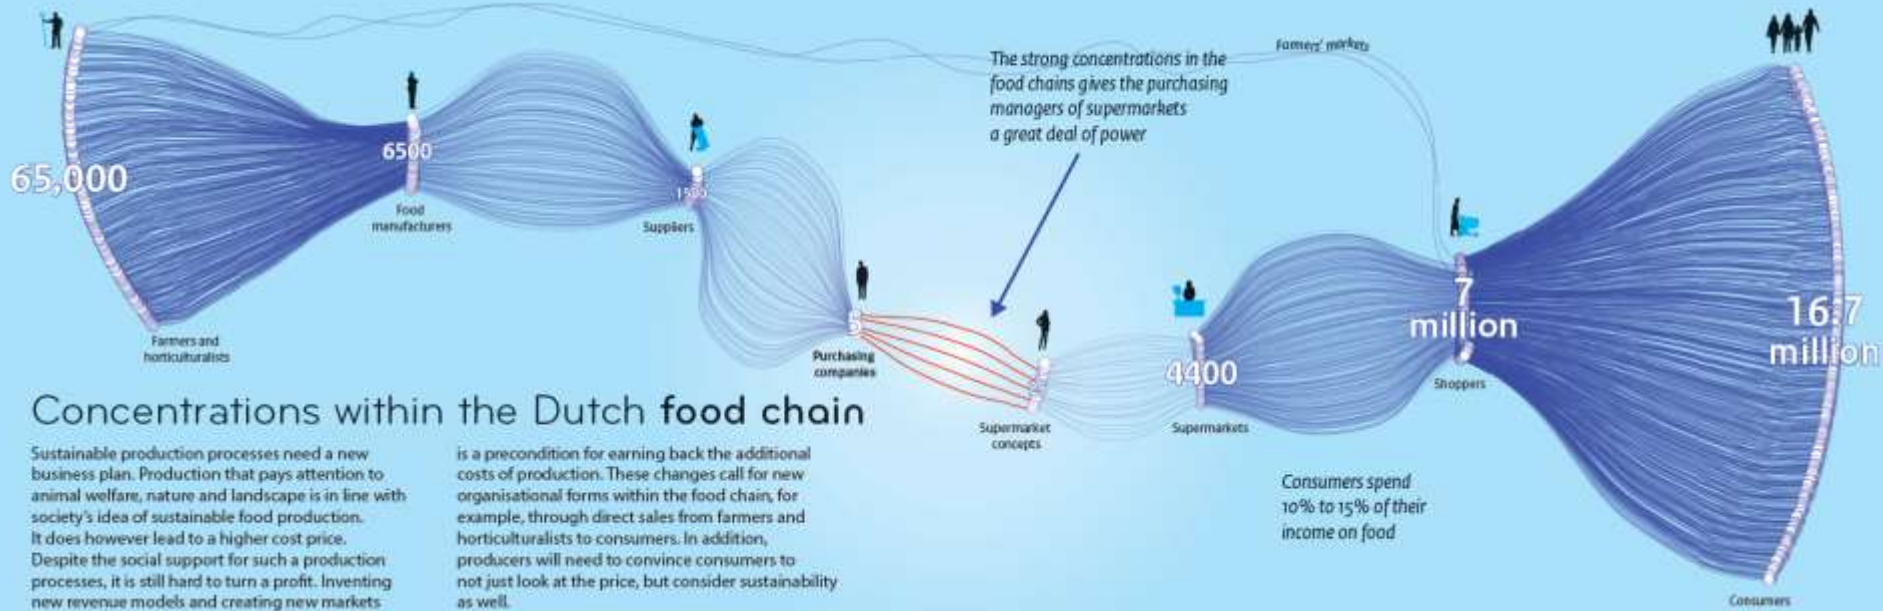 Farmers' markets
The strong concentrations in the
food chains gives the purchasing
managers of supermarkets
a great deal of power
65,000
Farmers and
horticulturalists
6500
Food
manufacturers
Suppliers
5
Purchasing
companies
Supermarket
concepts
4400
Supermarkets
7
million
Shoppers
16.7
million
Consumers
Consumers spend
10% to 15% of their
income on food
Concentrations within the Dutch food chain
Sustainable production processes need a new
business plan. Production that pays attention to
animal welfare, nature and landscape is in line with
society's idea of sustainable food production.
It does however lead to a higher cost price.
Despite the social support for such a production
processes, it is still hard to turn a profit. Inventing
new revenue models and creating new markets
is a precondition for earning back the additional
costs of production. These changes call for new
organisational forms within the food chain, for
example, through direct sales from farmers and
horticulturalists to consumers. In addition,
producers will need to convince consumers to
not just look at the price, but consider sustainability
as well.